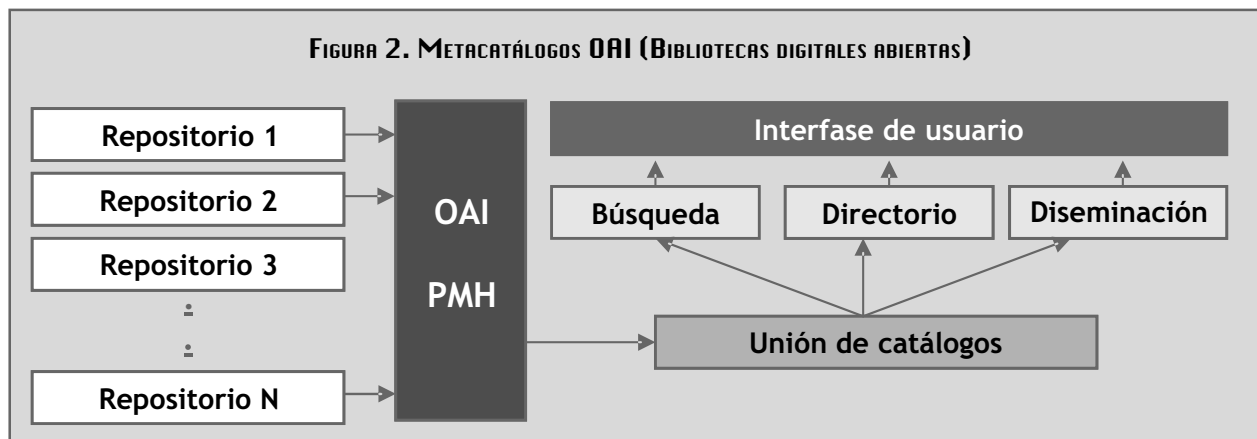 Figura 2. Metacatálogos OAI (Bibliotecas digitales abiertas)
Repositorio 1
Repositorio 2
Repositorio 3
Repositorio N
OAI
PMH
Interfase de usuario
Búsqueda
Directorio
Diseminación
Unión de catálogos